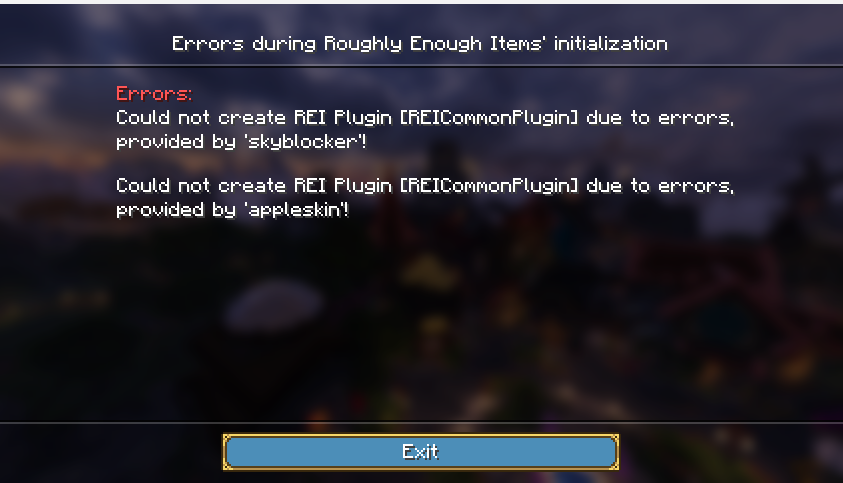 Errors during Roughly Enough Items' initialization
Errors:
Could not create REI Plugin [REICommonPlugin] due to errors,
provided by 'skyblocker'!
Could not create REI Plugin [REICommonPlugin] due to errors,
provided by 'appleskin'!
Exit